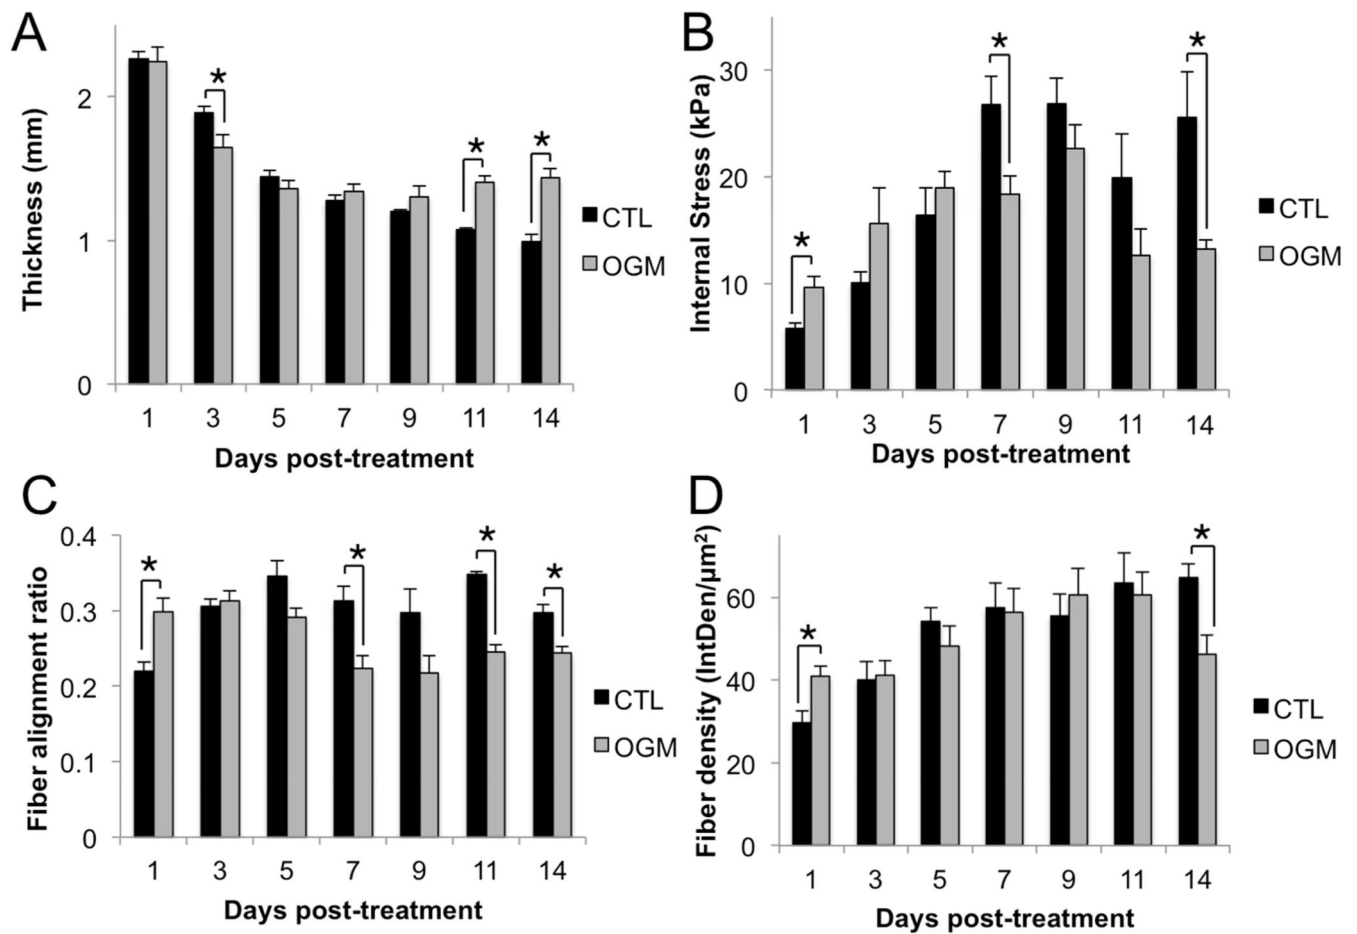 A
Thickness (mm)
2
1
0
*
*
*
CTL
OGM
1 3 5 7 9 11 14
Days post-treatment
B
Internal Stress (kPa)
30
20
10
0
*
*
*
CTL
OGM
1 3 5 7 9 11 14
Days post-treatment
C
Fiber alignment ratio
0.4
0.3
0.2
0.1
0
*
*
*
*
CTL
OGM
1 3 5 7 9 11 14
Days post-treatment
D
Fiber density (IntDen/µm²)
60
40
20
0
*
*
CTL
OGM
1 3 5 7 9 11 14
Days post-treatment